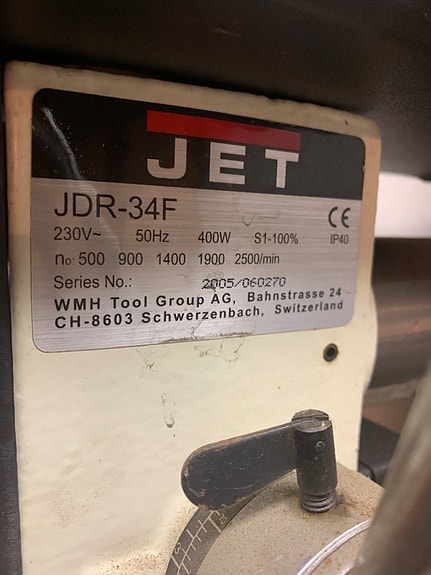 JET
JDR-34F
CE
230V~ 50Hz 400W S1-100% IP40
no: 500 900 1400 1900 2500/min
Series No.: 2005/060270
WMH Tool Group AG, Bahnstrasse 24
CH-8603 Schwerzenbach, Switzerland